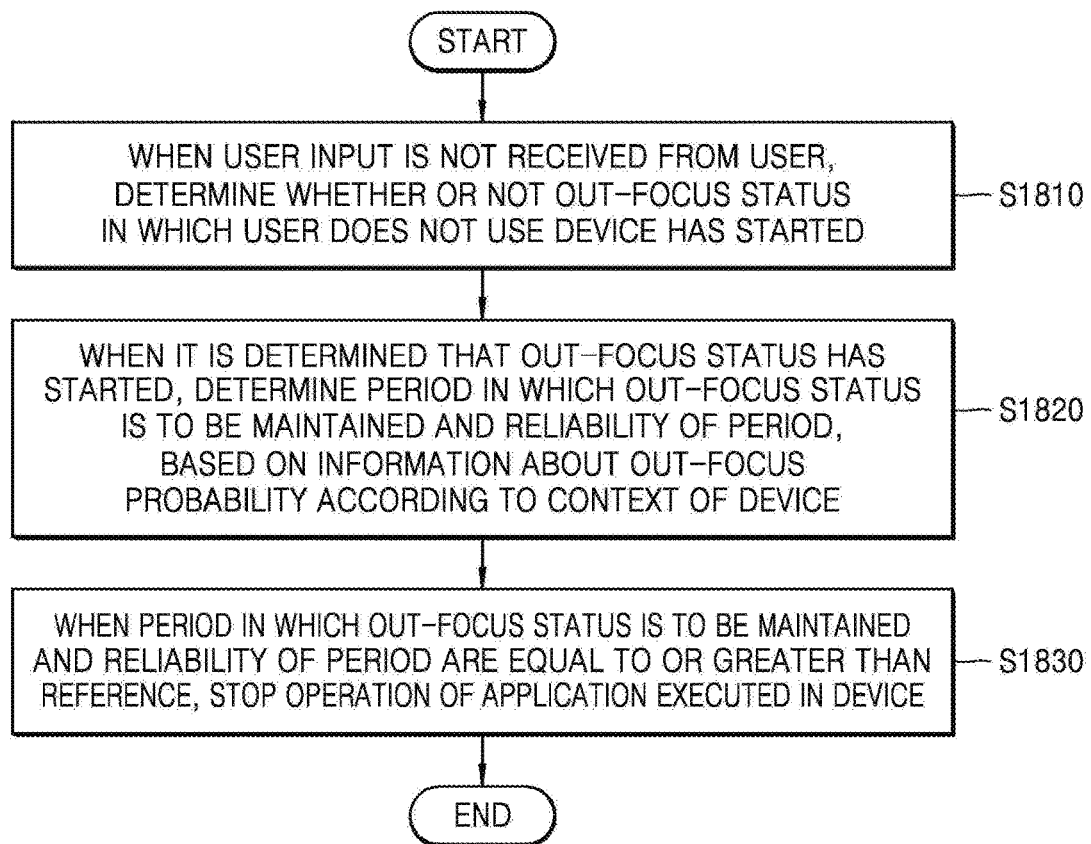 START
WHEN USER INPUT IS NOT RECEIVED FROM USER,
DETERMINE WHETHER OR NOT OUT-FOCUS STATUS
IN WHICH USER DOES NOT USE DEVICE HAS STARTED
S1810
WHEN IT IS DETERMINED THAT OUT-FOCUS STATUS HAS
STARTED, DETERMINE PERIOD IN WHICH OUT-FOCUS STATUS
IS TO BE MAINTAINED AND RELIABILITY OF PERIOD,
BASED ON INFORMATION ABOUT OUT-FOCUS
PROBABILITY ACCORDING TO CONTEXT OF DEVICE
S1820
WHEN PERIOD IN WHICH OUT-FOCUS STATUS IS TO BE MAINTAINED
AND RELIABILITY OF PERIOD ARE EQUAL TO OR GREATER THAN
REFERENCE, STOP OPERATION OF APPLICATION EXECUTED IN DEVICE
S1830
END